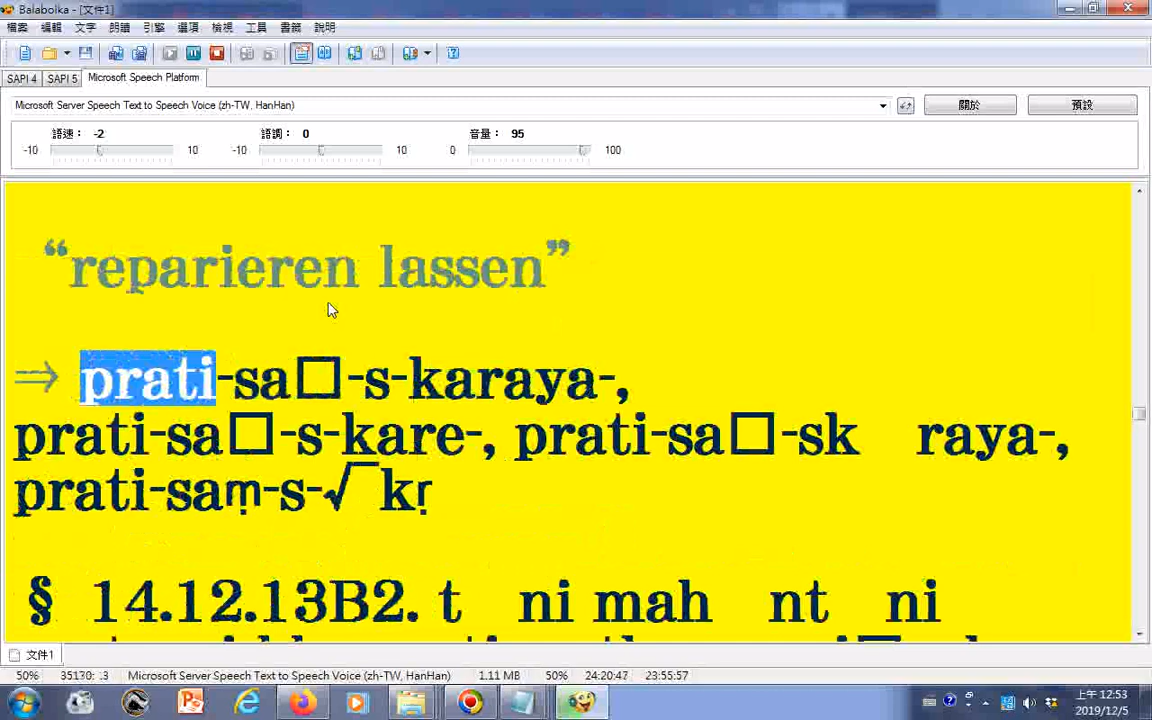 Balabolka - [文件1]
檔案 編輯 文字 朗讀 引擎 選項 檢視 工具 書籤 說明
SAPI 4 SAPI 5 Microsoft Speech Platform
Microsoft Server Speech Text to Speech Voice (zh-TW, HanHan) 關於 預設
語速： -2 語調： 0 音量： 95
-10 10 -10 10 0 100
“reparieren lassen”
⇒ prati-sa□-s-karaya-,
prati-sa□-s-kare-, prati-sa□-sk raya-,
prati-saṃ-s-√kṛ
§ 14.12.13B2. t ni mah nt ni
文件1
50% 35170: .3 Microsoft Server Speech Text to Speech Voice (zh-TW, HanHan) 1.11 MB 50% 24:20:47 23:55:57
上午 12:53
2019/12/5